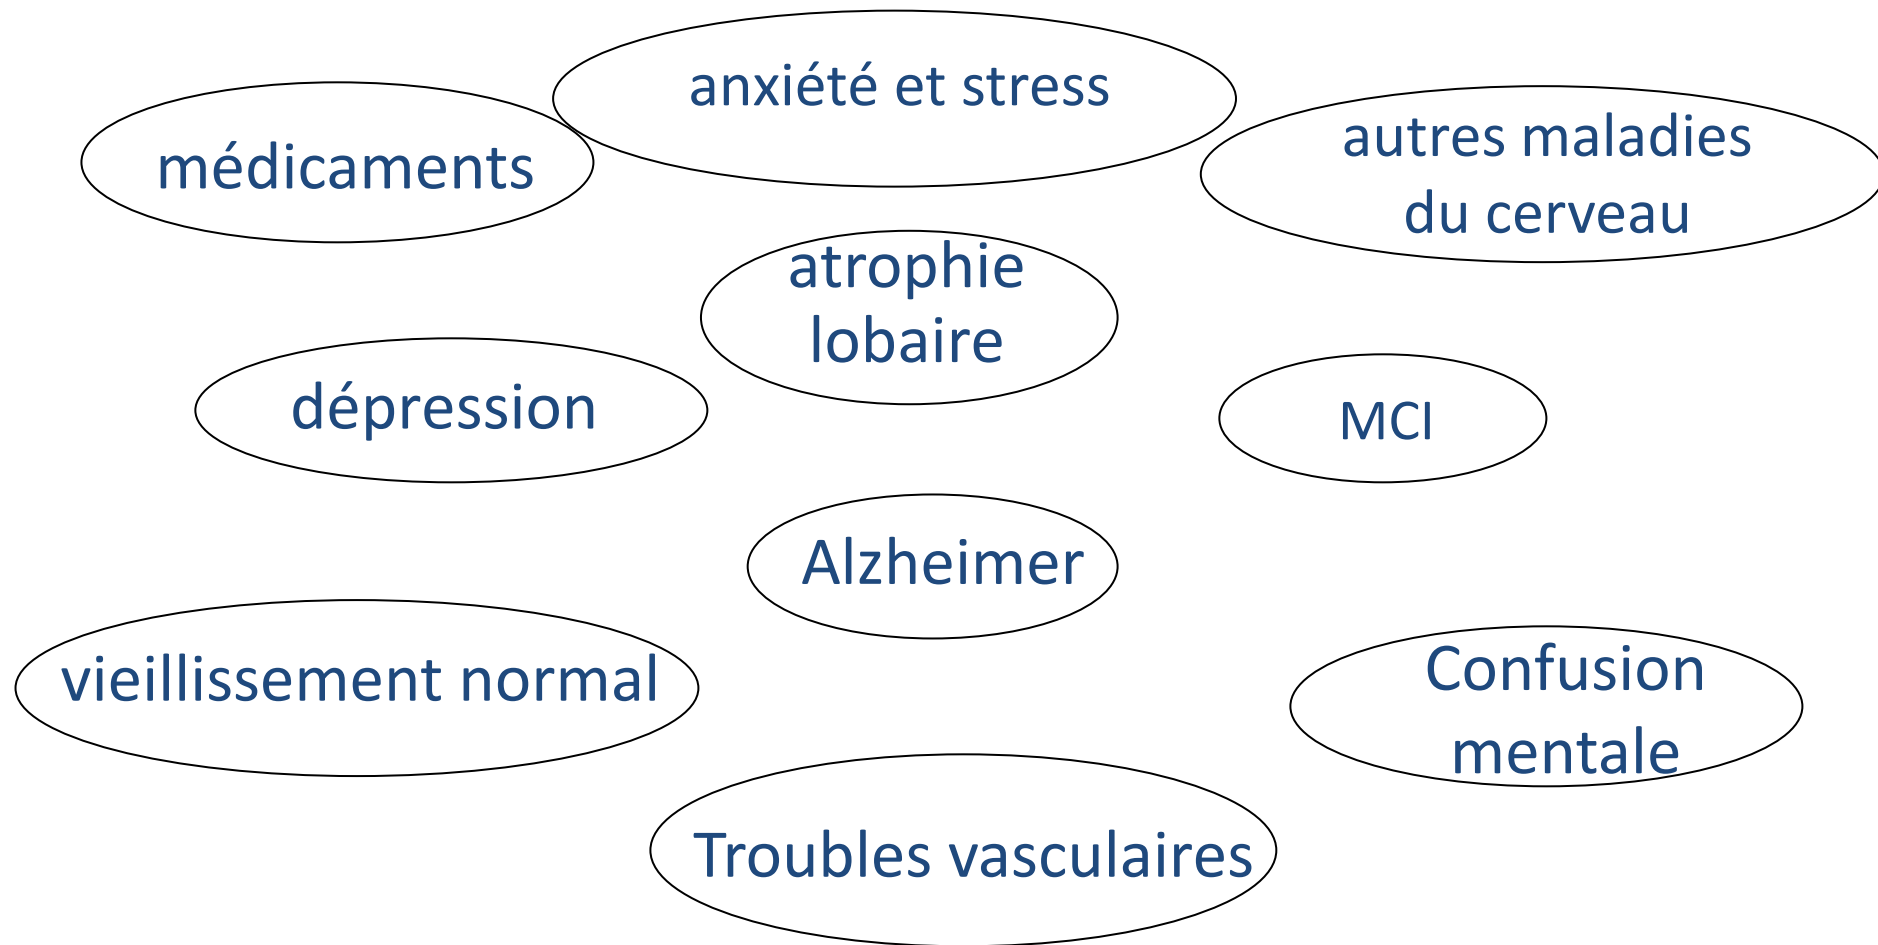 anxiété et stress
médicaments
autres maladies
du cerveau
atrophie
lobaire
dépression
MCI
Alzheimer
vieillissement normal
Confusion
mentale
Troubles vasculaires